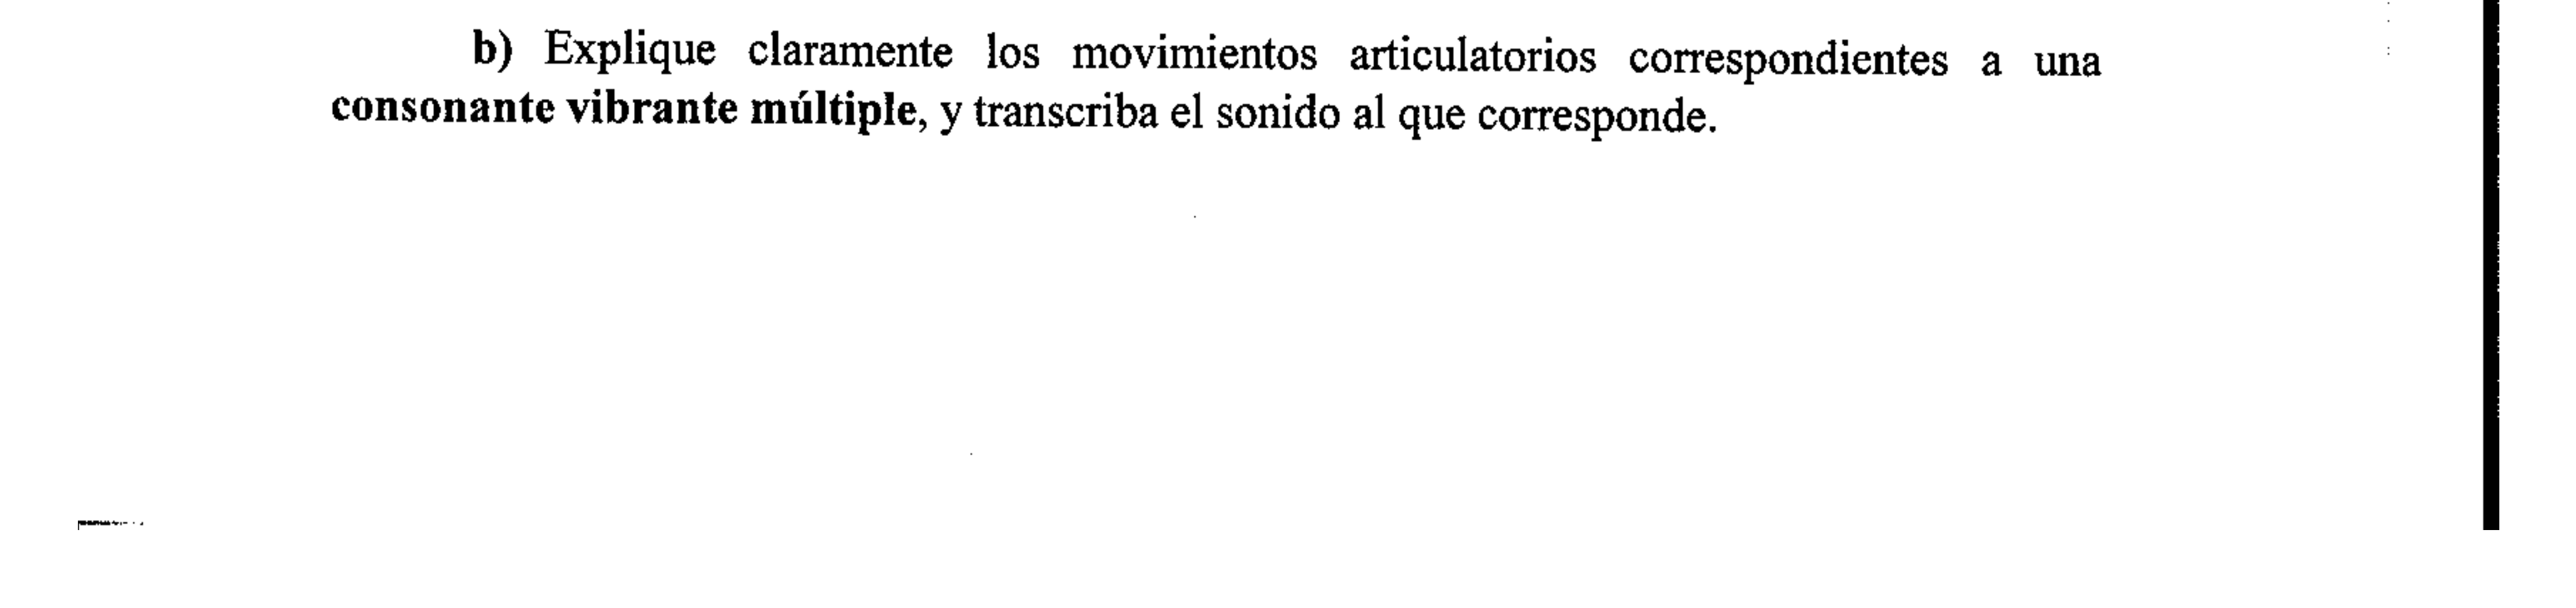 b) Explique claramente los movimientos articulatorios correspondientes a una
consonante vibrante múltiple, y transcriba el sonido al que corresponde.